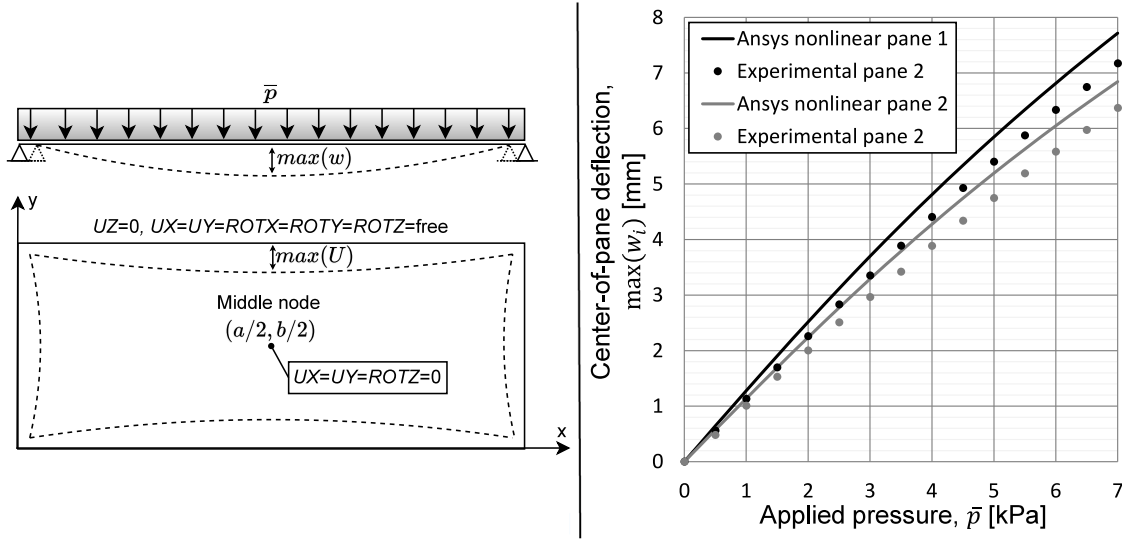 p̄
max(w)
y
UZ=0, UX=UY=ROTX=ROTY=ROTZ=free
max(U)
Middle node
(a/2, b/2)
UX=UY=ROTZ=0
x
Center-of-pane deflection,
max(wᵢ) [mm]
8
7
6
5
4
3
2
1
0
Ansys nonlinear pane 1
Experimental pane 2
Ansys nonlinear pane 2
Experimental pane 2
0 1 2 3 4 5 6 7
Applied pressure, p̄ [kPa]